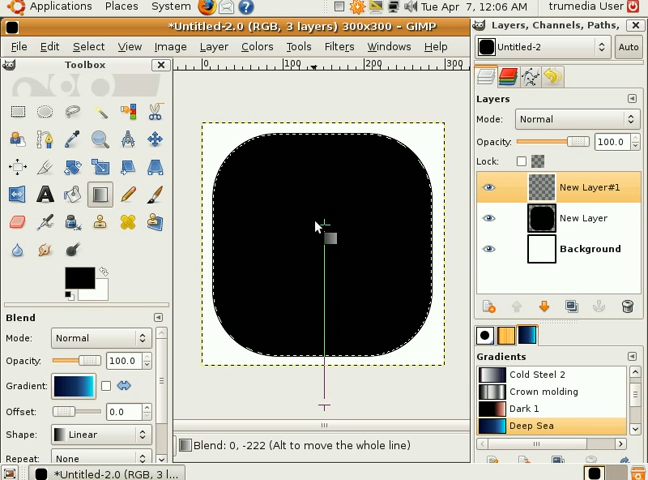 Applications Places System Tue Apr 7, 12:06 AM trumedia User
*Untitled-2.0 (RGB, 3 layers) 300x300 – GIMP
Layers, Channels, Paths,
File Edit Select View Image Layer Colors Tools Filters Windows Help
Untitled-2 Auto
Toolbox
0 100 200 300
Layers
Mode: Normal
Opacity: 100.0
Lock:
New Layer#1
New Layer
Background
Blend
Mode: Normal
Opacity: 100.0
Gradient:
Offset: 0.0
Shape: Linear
Repeat: None
Gradients
Cold Steel 2
Crown molding
Dark 1
Deep Sea
Blend: 0, -222 (Alt to move the whole line)
*Untitled-2.0 (RGB, 3 l...